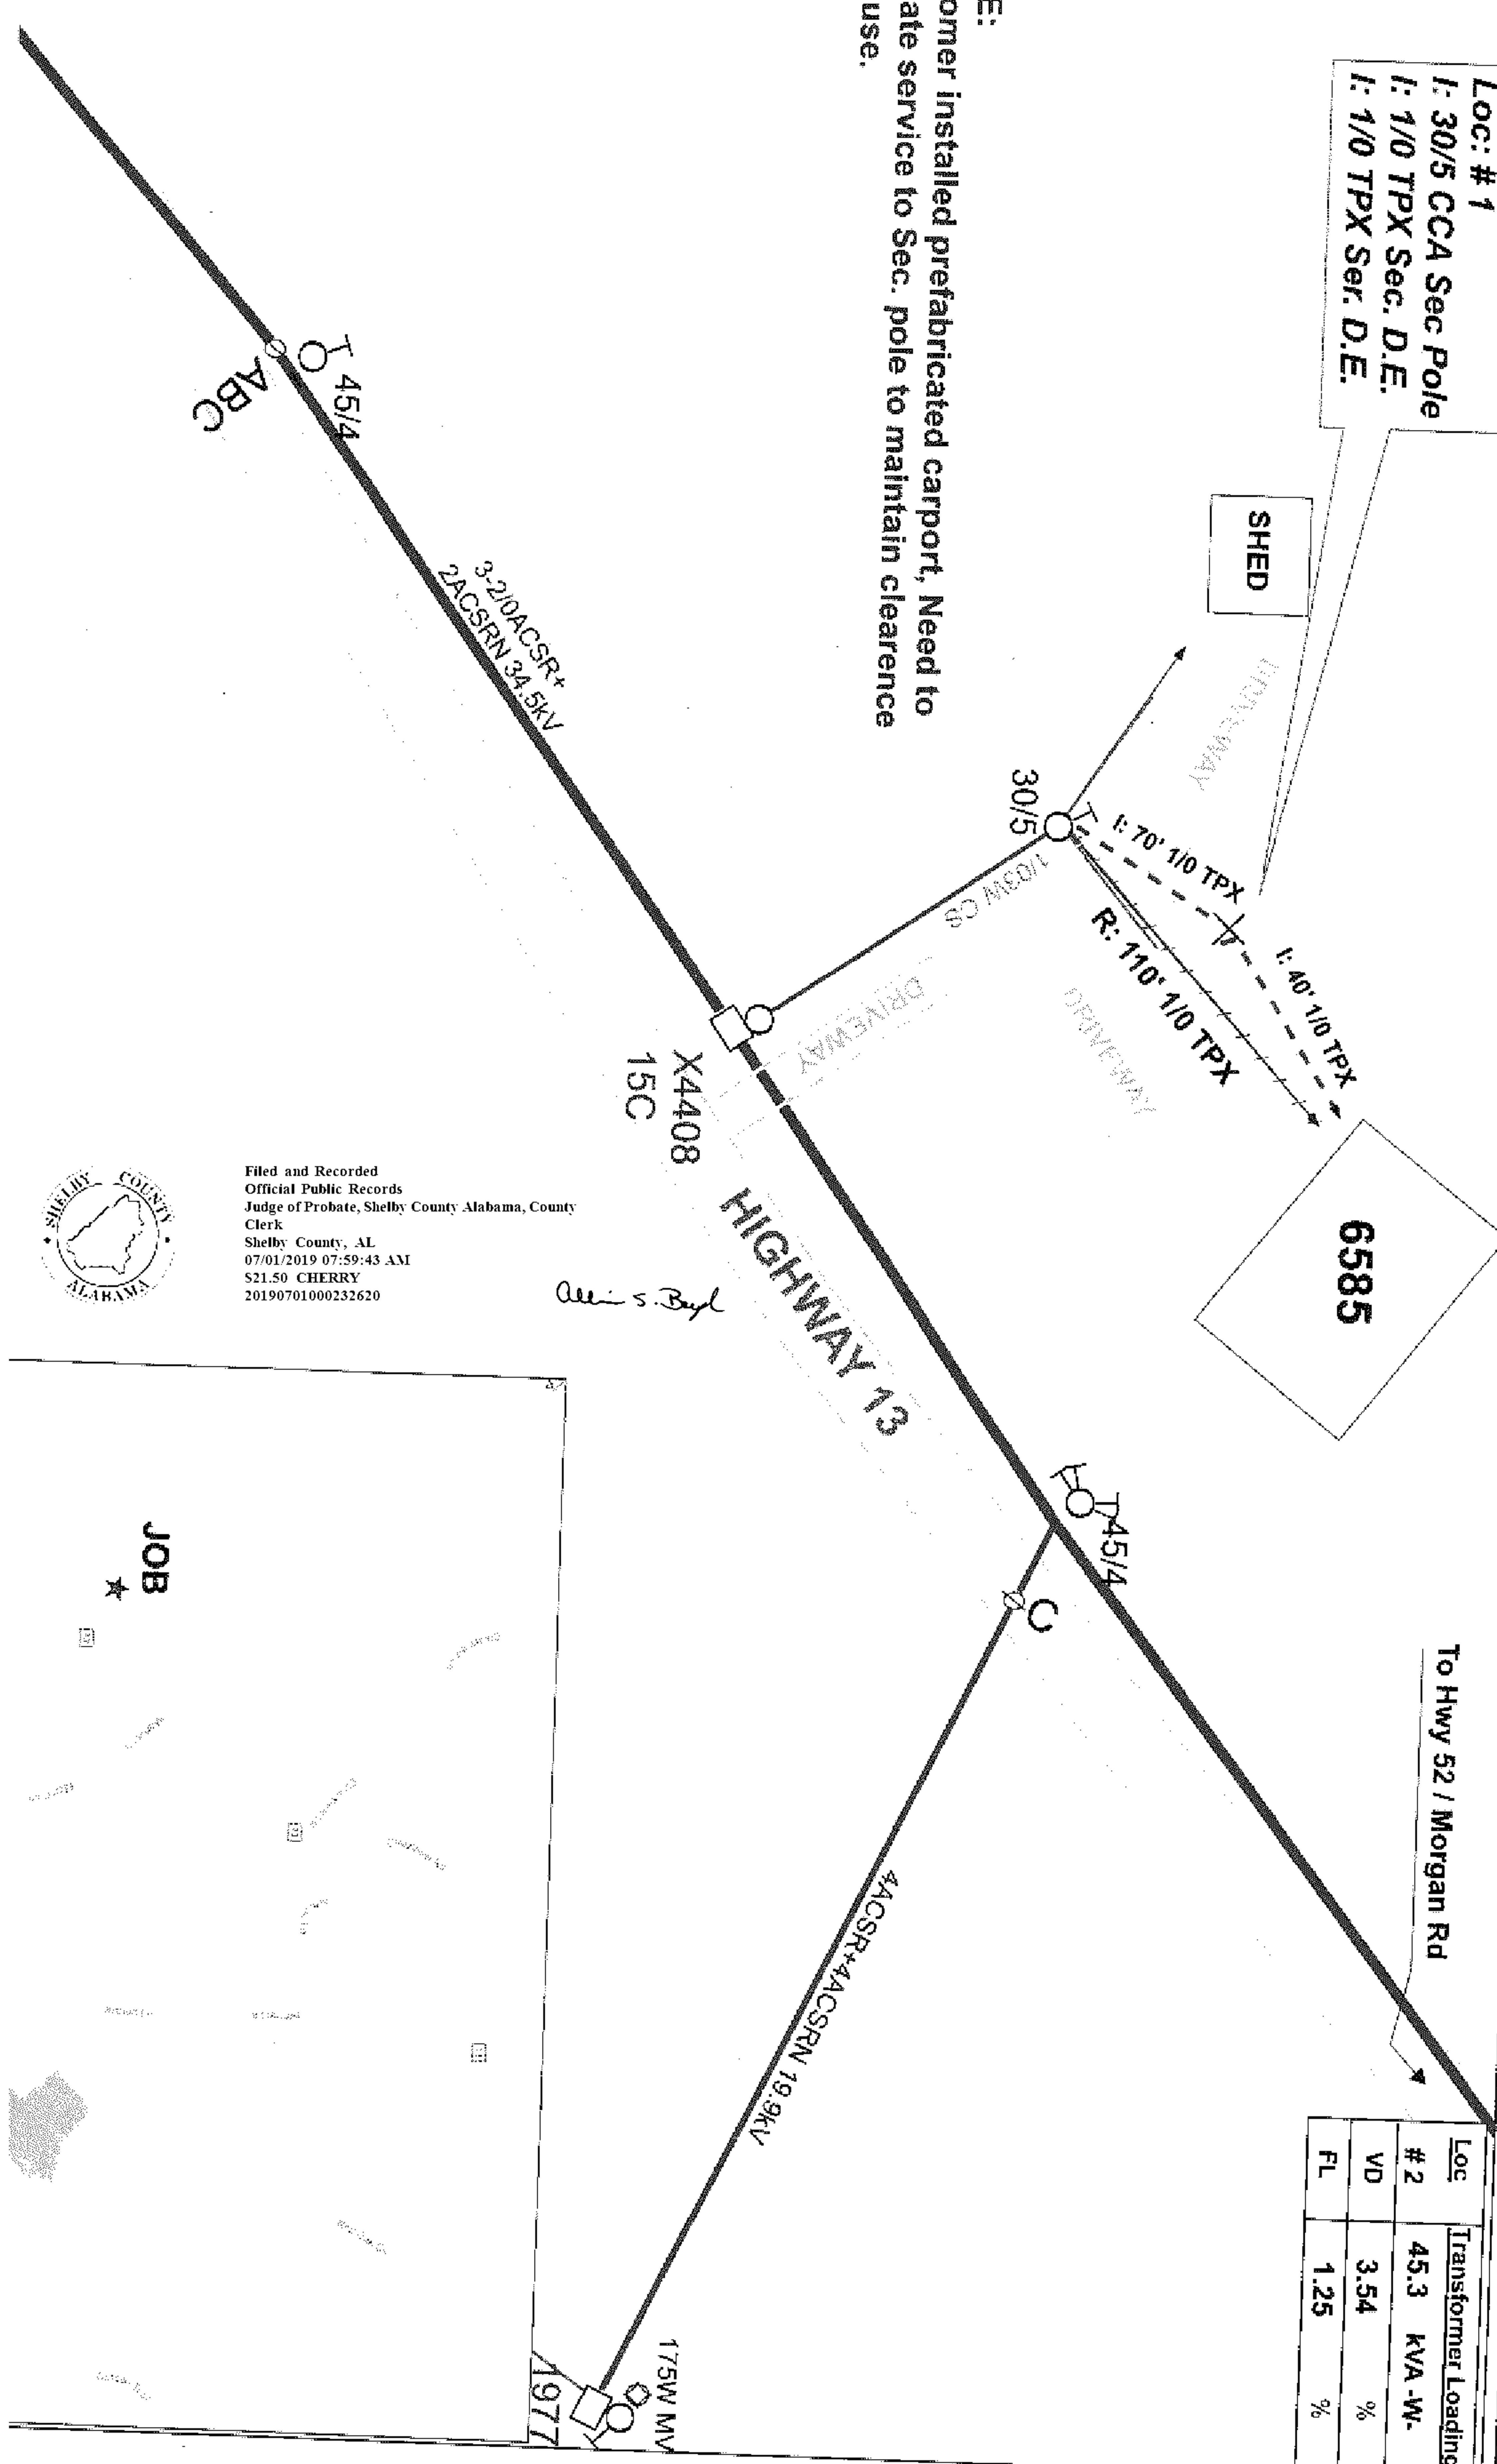 Loc: # 1
I: 30/5 CCA Sec Pole
I: 1/0 TPX Sec. D.E.
I: 1/0 TPX Ser. D.E.
E:
omer installed prefabricated carport, Need to
ate service to Sec. pole to maintain clearence
use.
SHED
DRIVEWAY
30/5
I: 70' 1/0 TPX
I: 40' 1/0 TPX
R: 110' 1/0 TPX
1/03W CS
DRIVEWAY
DRIVEWAY
6585
45/4
ABC
3-2/0ACSR+
2ACSRN 34.5kV
X4408
15C
HIGHWAY 13
45/4
C
To Hwy 52 / Morgan Rd
4ACSR+4ACSRN 19.9kV
Loc Transformer Loading
# 2 45.3 kVA -W-
VD 3.54 %
FL 1.25 %
175W MV
1977
JOB
SHELBY COUNTY
ALABAMA
Filed and Recorded
Official Public Records
Judge of Probate, Shelby County Alabama, County
Clerk
Shelby County, AL
07/01/2019 07:59:43 AM
$21.50 CHERRY
20190701000232620
Allin S. Beyl